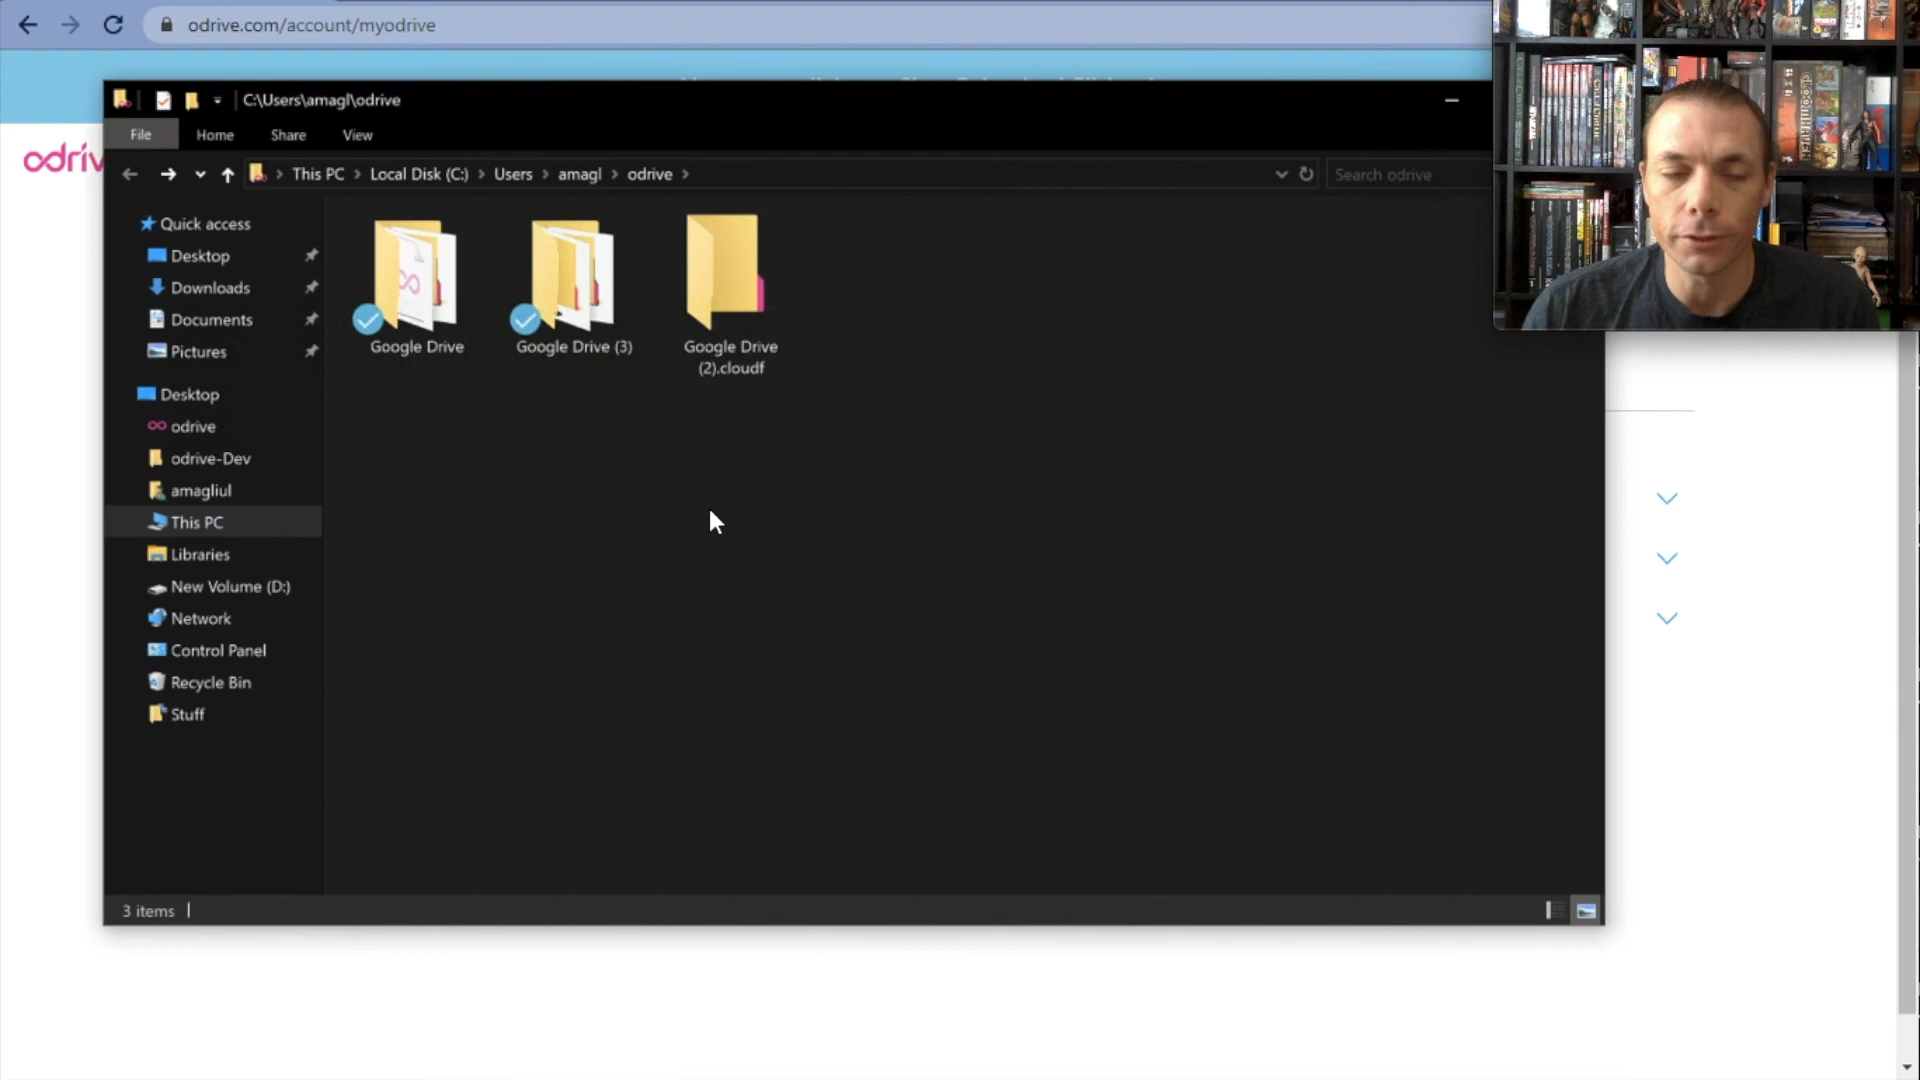 odrive.com/account/myodrive
C:\Users\amagl\odrive
File Home Share View
This PC > Local Disk (C:) > Users > amagl > odrive >
Search odrive
odriv
Quick access
Desktop
Downloads
Documents
Pictures
Desktop
odrive
odrive-Dev
amagliul
This PC
Libraries
New Volume (D:)
Network
Control Panel
Recycle Bin
Stuff
Google Drive
Google Drive (3)
Google Drive
(2).cloudf
3 items